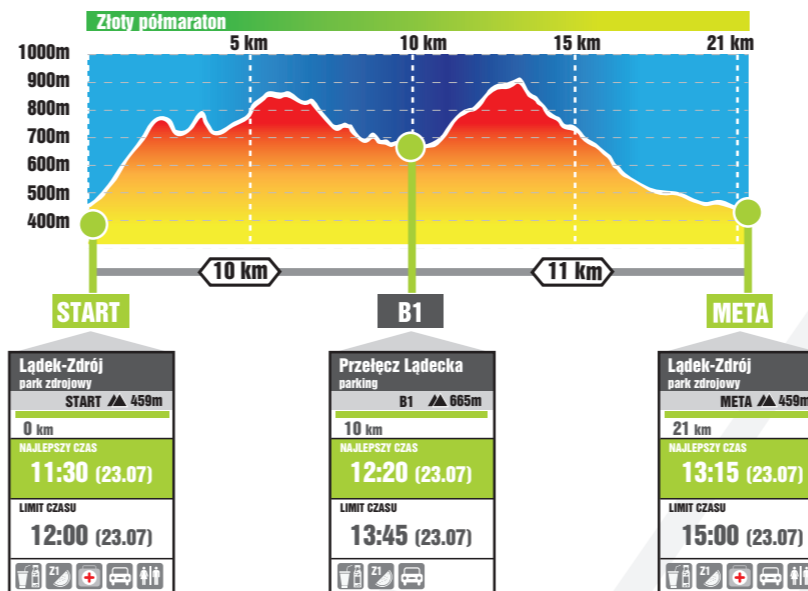 Złoty półmaraton
5 km 10 km 15 km 21 km
1000m
900m
800m
700m
600m
500m
400m
10 km 11 km
START B1 META
Lądek-Zdrój
park zdrojowy
START 459m
0 km
NAJLEPSZY CZAS
11:30 (23.07)
LIMIT CZASU
12:00 (23.07)
Z1
Przełęcz Lądecka
parking
B1 665m
10 km
NAJLEPSZY CZAS
12:20 (23.07)
LIMIT CZASU
13:45 (23.07)
Z1
Lądek-Zdrój
park zdrojowy
META 459m
21 km
NAJLEPSZY CZAS
13:15 (23.07)
LIMIT CZASU
15:00 (23.07)
Z1